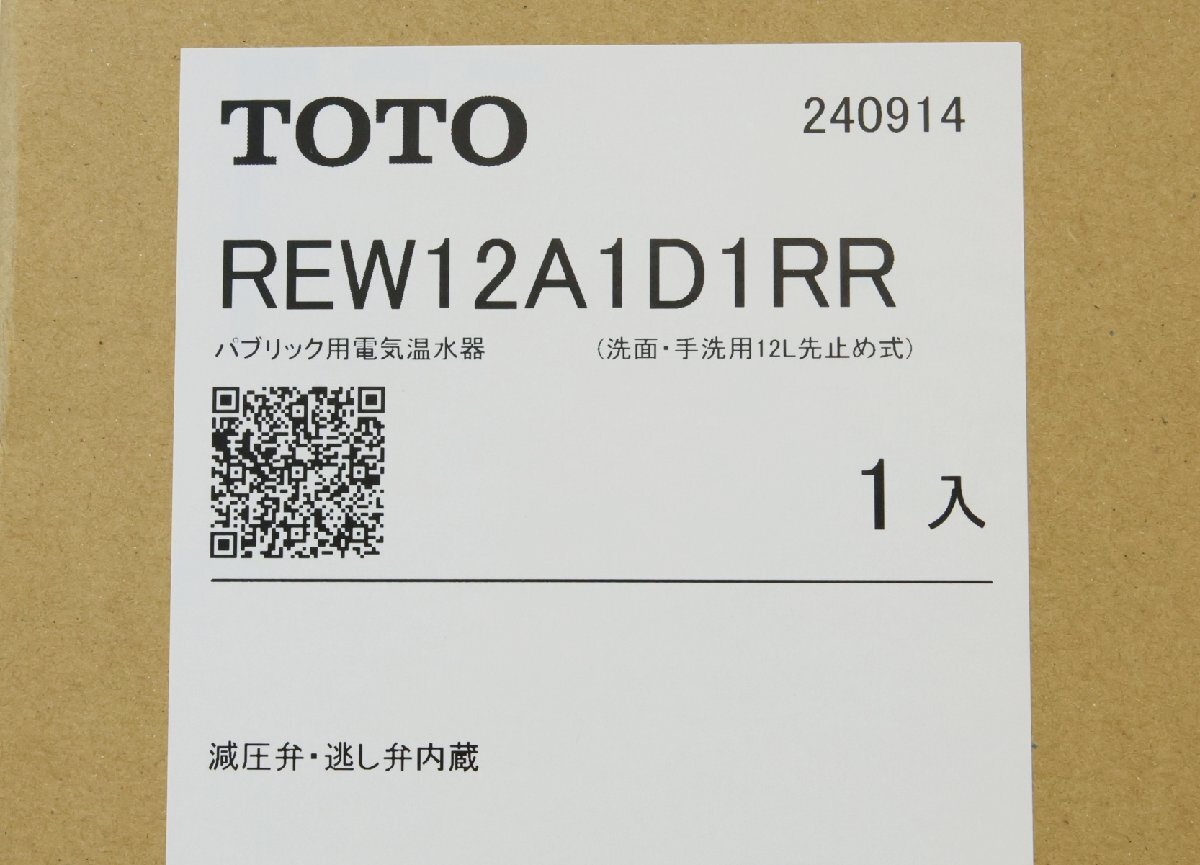 TOTO 240914
REW12A1D1RR
パブリック用電気温水器 (洗面・手洗用12L先止め式)
1入
減圧弁・逃し弁内蔵